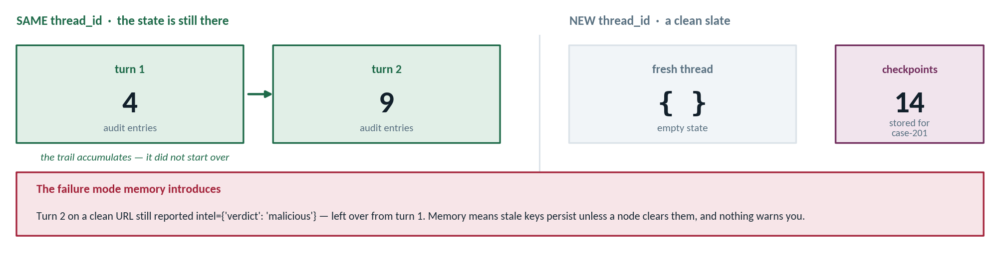 SAME thread_id · the state is still there
NEW thread_id · a clean slate
turn 1
4
audit entries
turn 2
9
audit entries
fresh thread
{ }
empty state
checkpoints
14
stored for
case-201
the trail accumulates — it did not start over
The failure mode memory introduces
Turn 2 on a clean URL still reported intel={'verdict': 'malicious'} — left over from turn 1. Memory means stale keys persist unless a node clears them, and nothing warns you.